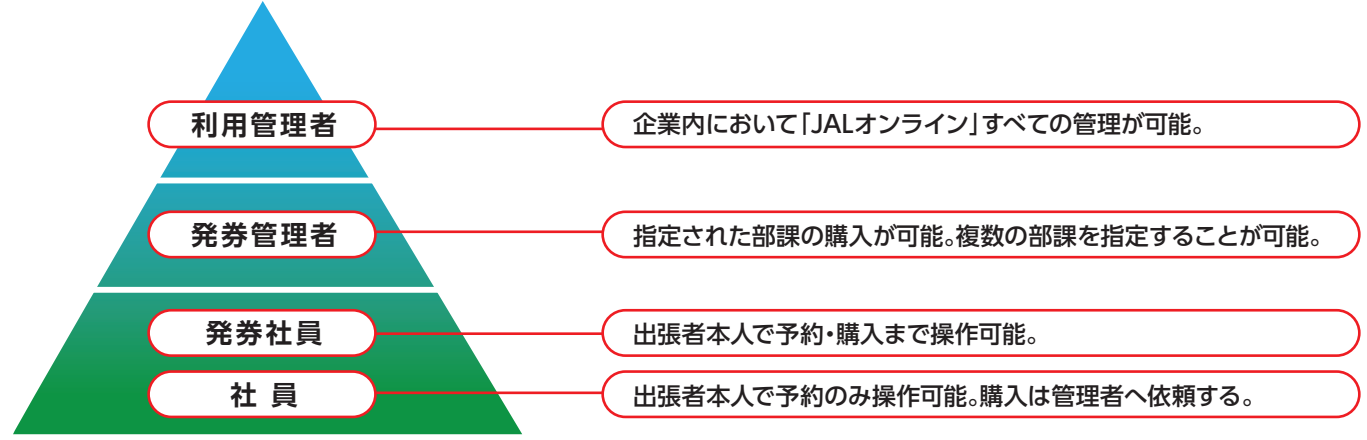 利用管理者
企業内において「JALオンライン」すべての管理が可能。
発券管理者
指定された部課の購入が可能。複数の部課を指定することが可能。
発券社員
出張者本人で予約・購入まで操作可能。
社 員
出張者本人で予約のみ操作可能。購入は管理者へ依頼する。